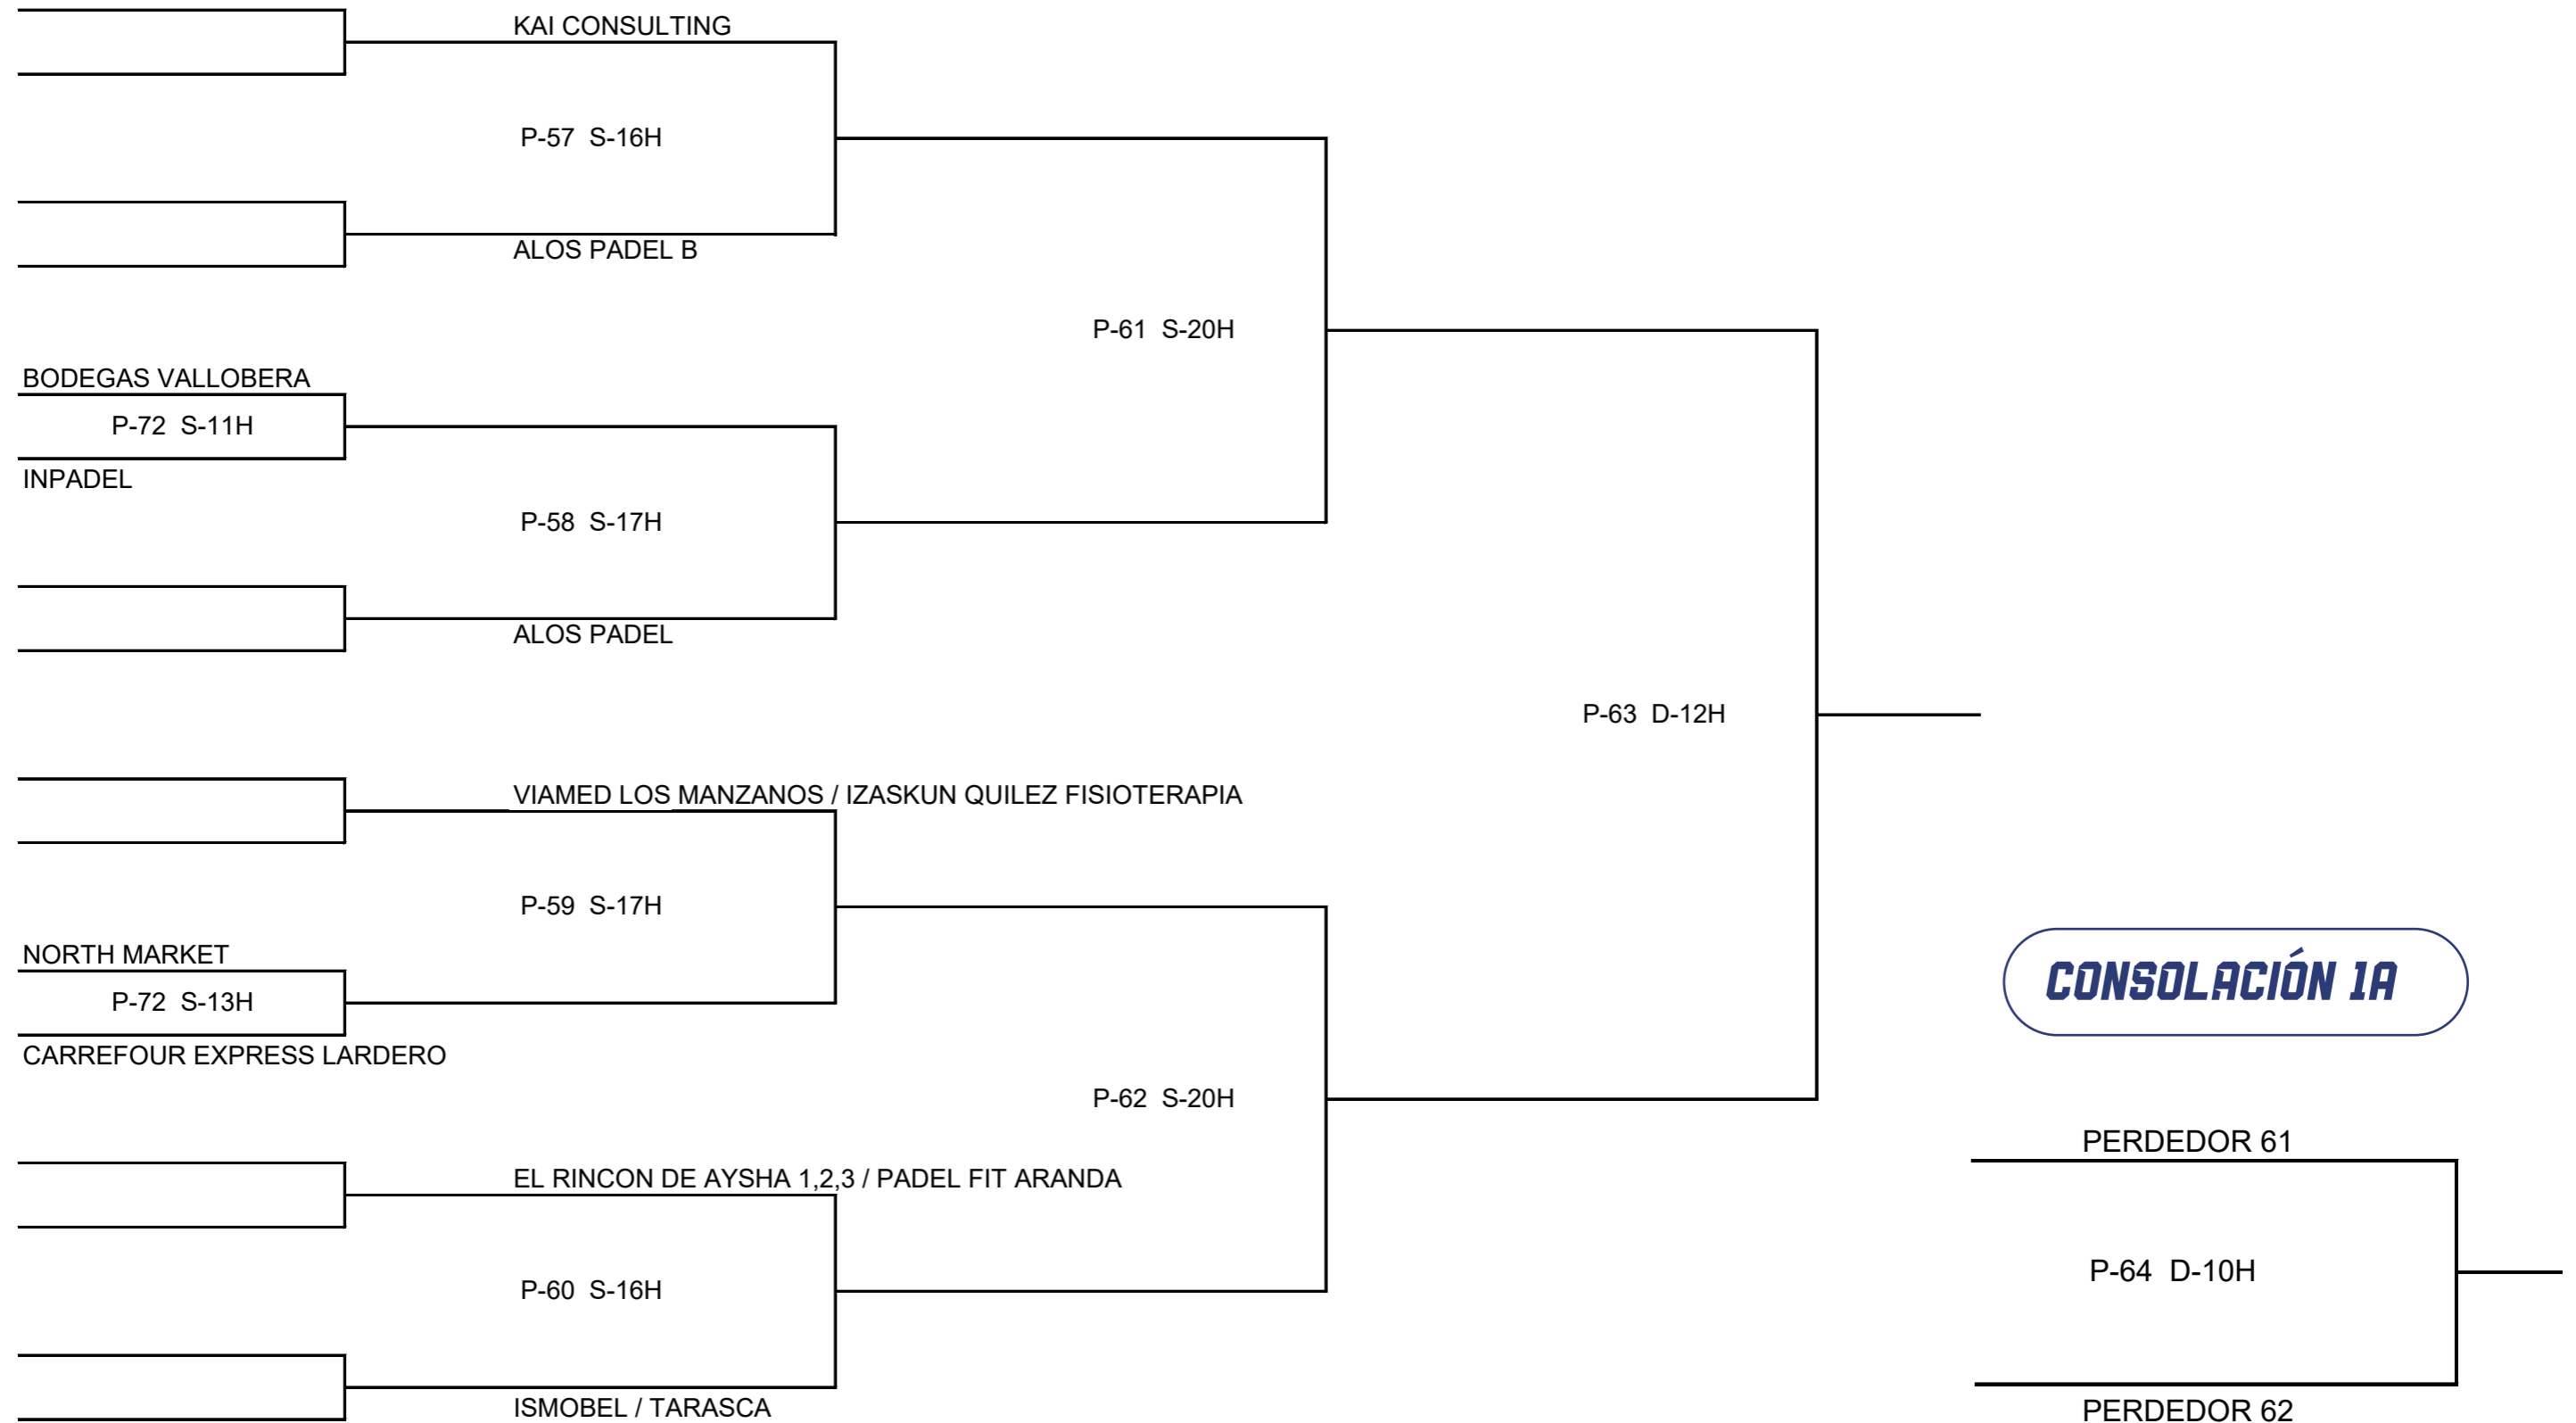 KAI CONSULTING
P-57 S-16H
ALOS PADEL B
P-61 S-20H
BODEGAS VALLOBERA
P-72 S-11H
INPADEL
P-58 S-17H
ALOS PADEL
P-63 D-12H
VIAMED LOS MANZANOS / IZASKUN QUILEZ FISIOTERAPIA
P-59 S-17H
NORTH MARKET
P-72 S-13H
CARREFOUR EXPRESS LARDERO
CONSOLACIÓN 1A
P-62 S-20H
PERDEDOR 61
EL RINCON DE AYSHA 1,2,3 / PADEL FIT ARANDA
P-64 D-10H
P-60 S-16H
ISMOBEL / TARASCA
PERDEDOR 62